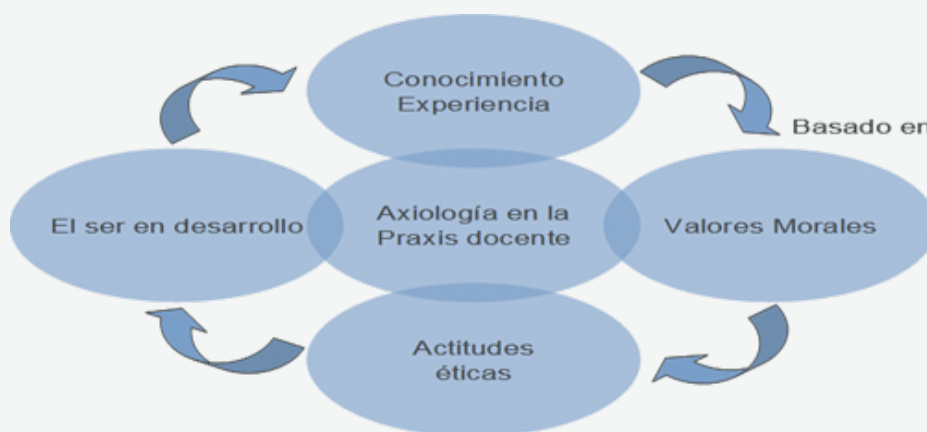 Conocimiento
Experiencia
Basado en
El ser en desarrollo
Axiología en la
Praxis docente
Valores Morales
Actitudes
éticas